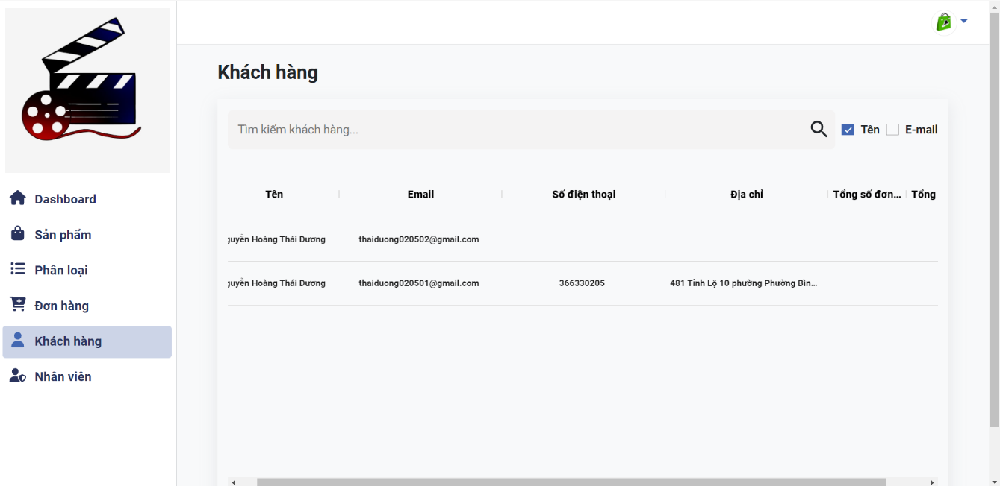 Khách hàng
Tìm kiếm khách hàng...
Tên E-mail
Tên Email Số điện thoại Địa chỉ Tổng số đơn... Tổng
guyễn Hoàng Thái Dương thaiduong020502@gmail.com
guyễn Hoàng Thái Dương thaiduong020501@gmail.com 366330205 481 Tỉnh Lộ 10 phường Phường Bìn...
Dashboard
Sản phẩm
Phân loại
Đơn hàng
Khách hàng
Nhân viên